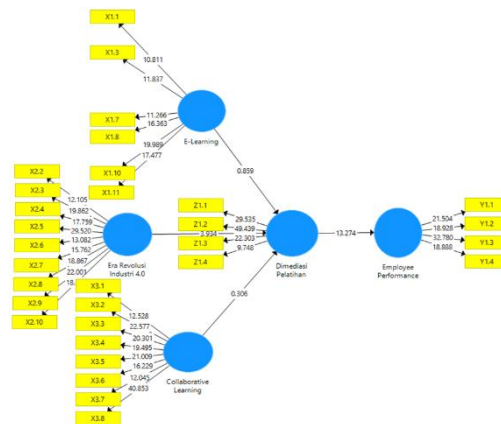 X1.1
X1.3
X1.7
X1.8
X1.10
X1.11
10.811
11.837
11.266
16.363
19.989
17.477
E-Learning
0.859
X2.2
X2.3
X2.4
X2.5
X2.6
X2.7
X2.8
X2.9
X2.10
12.105
19.862
17.759
29.520
13.082
15.762
18.867
22.001
18.
Era Revolusi
Industri 4.0
3.934
Z1.1
Z1.2
Z1.3
Z1.4
29.535
49.439
22.303
9.748
Dimediasi
Pelatihan
13.274
Employee
Performance
21.504
18.928
32.780
18.888
Y1.1
Y1.2
Y1.3
Y1.4
X3.1
X3.2
X3.3
X3.4
X3.5
X3.6
X3.7
X3.8
12.528
22.577
20.301
19.495
21.009
16.229
12.045
40.853
Collaborative
Learning
0.306